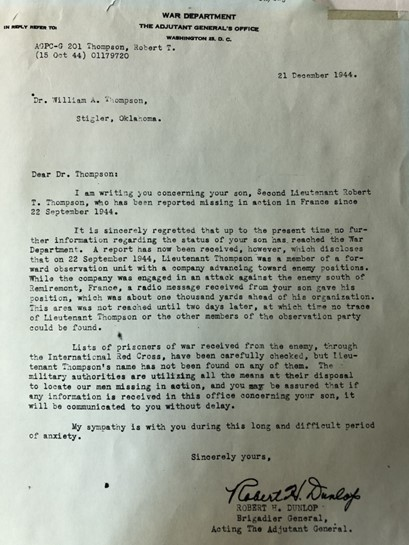 WAR DEPARTMENT
IN REPLY REFER TO:
THE ADJUTANT GENERAL'S OFFICE
WASHINGTON 25, D. C.
AGPC-G 201 Thompson, Robert T.
(15 Oct 44) 01179720
21 December 1944.
Dr. William A. Thompson,
Stigler, Oklahoma.
Dear Dr. Thompson:
I am writing you concerning your son, Second Lieutenant Robert
T. Thompson, who has been reported missing in action in France since
22 September 1944.
It is sincerely regretted that up to the present time no fur-
ther information regarding the status of your son has reached the War
Department. A report has now been received, however, which discloses
that on 22 September 1944, Lieutenant Thompson was a member of a for-
ward observation unit with a company advancing toward enemy positions.
While the company was engaged in an attack against the enemy south of
Remiremont, France, a radio message received from your son gave his
position, which was about one thousand yards ahead of his organization.
This area was not reached until two days later, at which time no trace
of Lieutenant Thompson or the other members of the observation party
could be found.
Lists of prisoners of war received from the enemy, through
the International Red Cross, have been carefully checked, but Lieu-
tenant Thompson's name has not been found on any of them. The
military authorities are utilizing all the means at their disposal
to locate our men missing in action, and you may be assured that if
any information is received in this office concerning your son, it
will be communicated to you without delay.
My sympathy is with you during this long and difficult period
of anxiety.
Sincerely yours,
Robert H. Dunlop
ROBERT H. DUNLOP
Brigadier General,
Acting The Adjutant General.